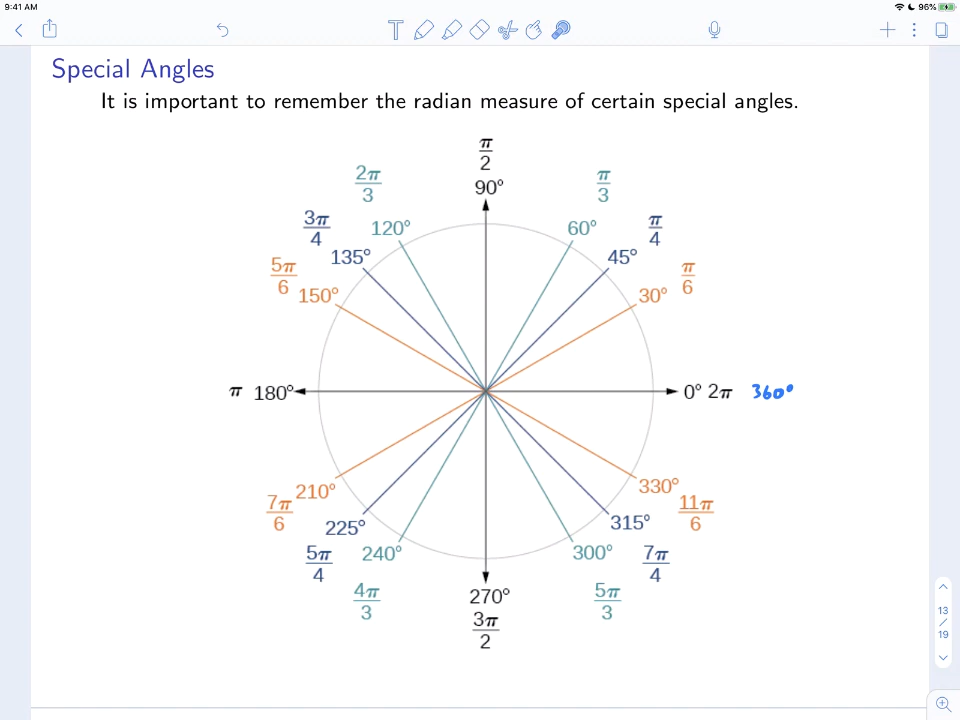 9:41 AM
96%
T
Special Angles
It is important to remember the radian measure of certain special angles.
π/2
90°
2π/3
120°
π/3
60°
3π/4
135°
π/4
45°
5π/6
150°
π/6
30°
π 180°
0° 2π 360°
210°
7π/6
330°
11π/6
225°
5π/4
315°
7π/4
240°
4π/3
300°
5π/3
270°
3π/2
13
/
19